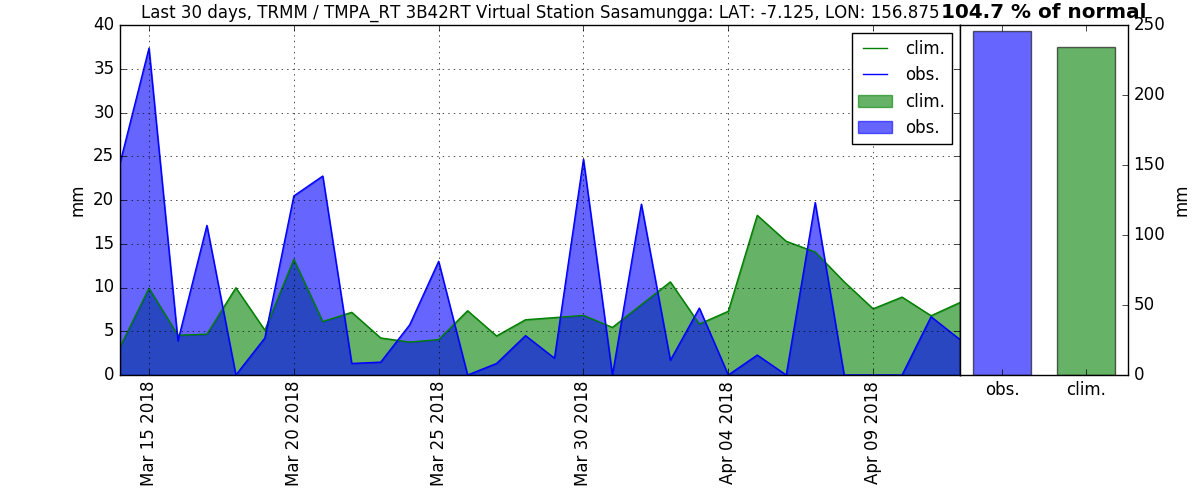 Last 30 days, TRMM / TMPA_RT 3B42RT Virtual Station Sasamungga: LAT: -7.125, LON: 156.875
104.7 % of normal
40
35
30
25
20
15
10
5
0
mm
clim.
obs.
clim.
obs.
Mar 15 2018
Mar 20 2018
Mar 25 2018
Mar 30 2018
Apr 04 2018
Apr 09 2018
250
200
150
100
50
0
mm
obs.
clim.